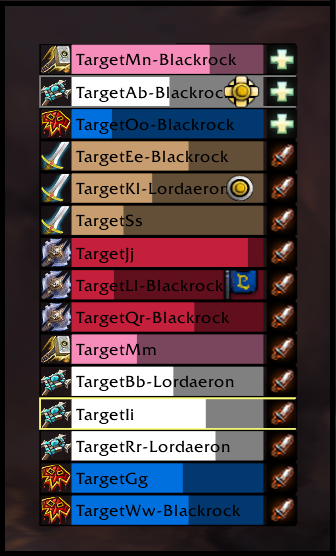 TargetMn-Blackrock
TargetAb-Blackroc
TargetOo-Blackrock
TargetEe-Blackrock
TargetKl-Lordaeron
TargetSs
TargetJj
TargetLl-Blackrock
TargetQr-Blackrock
TargetMm
TargetBb-Lordaeron
TargetIi
TargetRr-Lordaeron
TargetGg
TargetWw-Blackrock